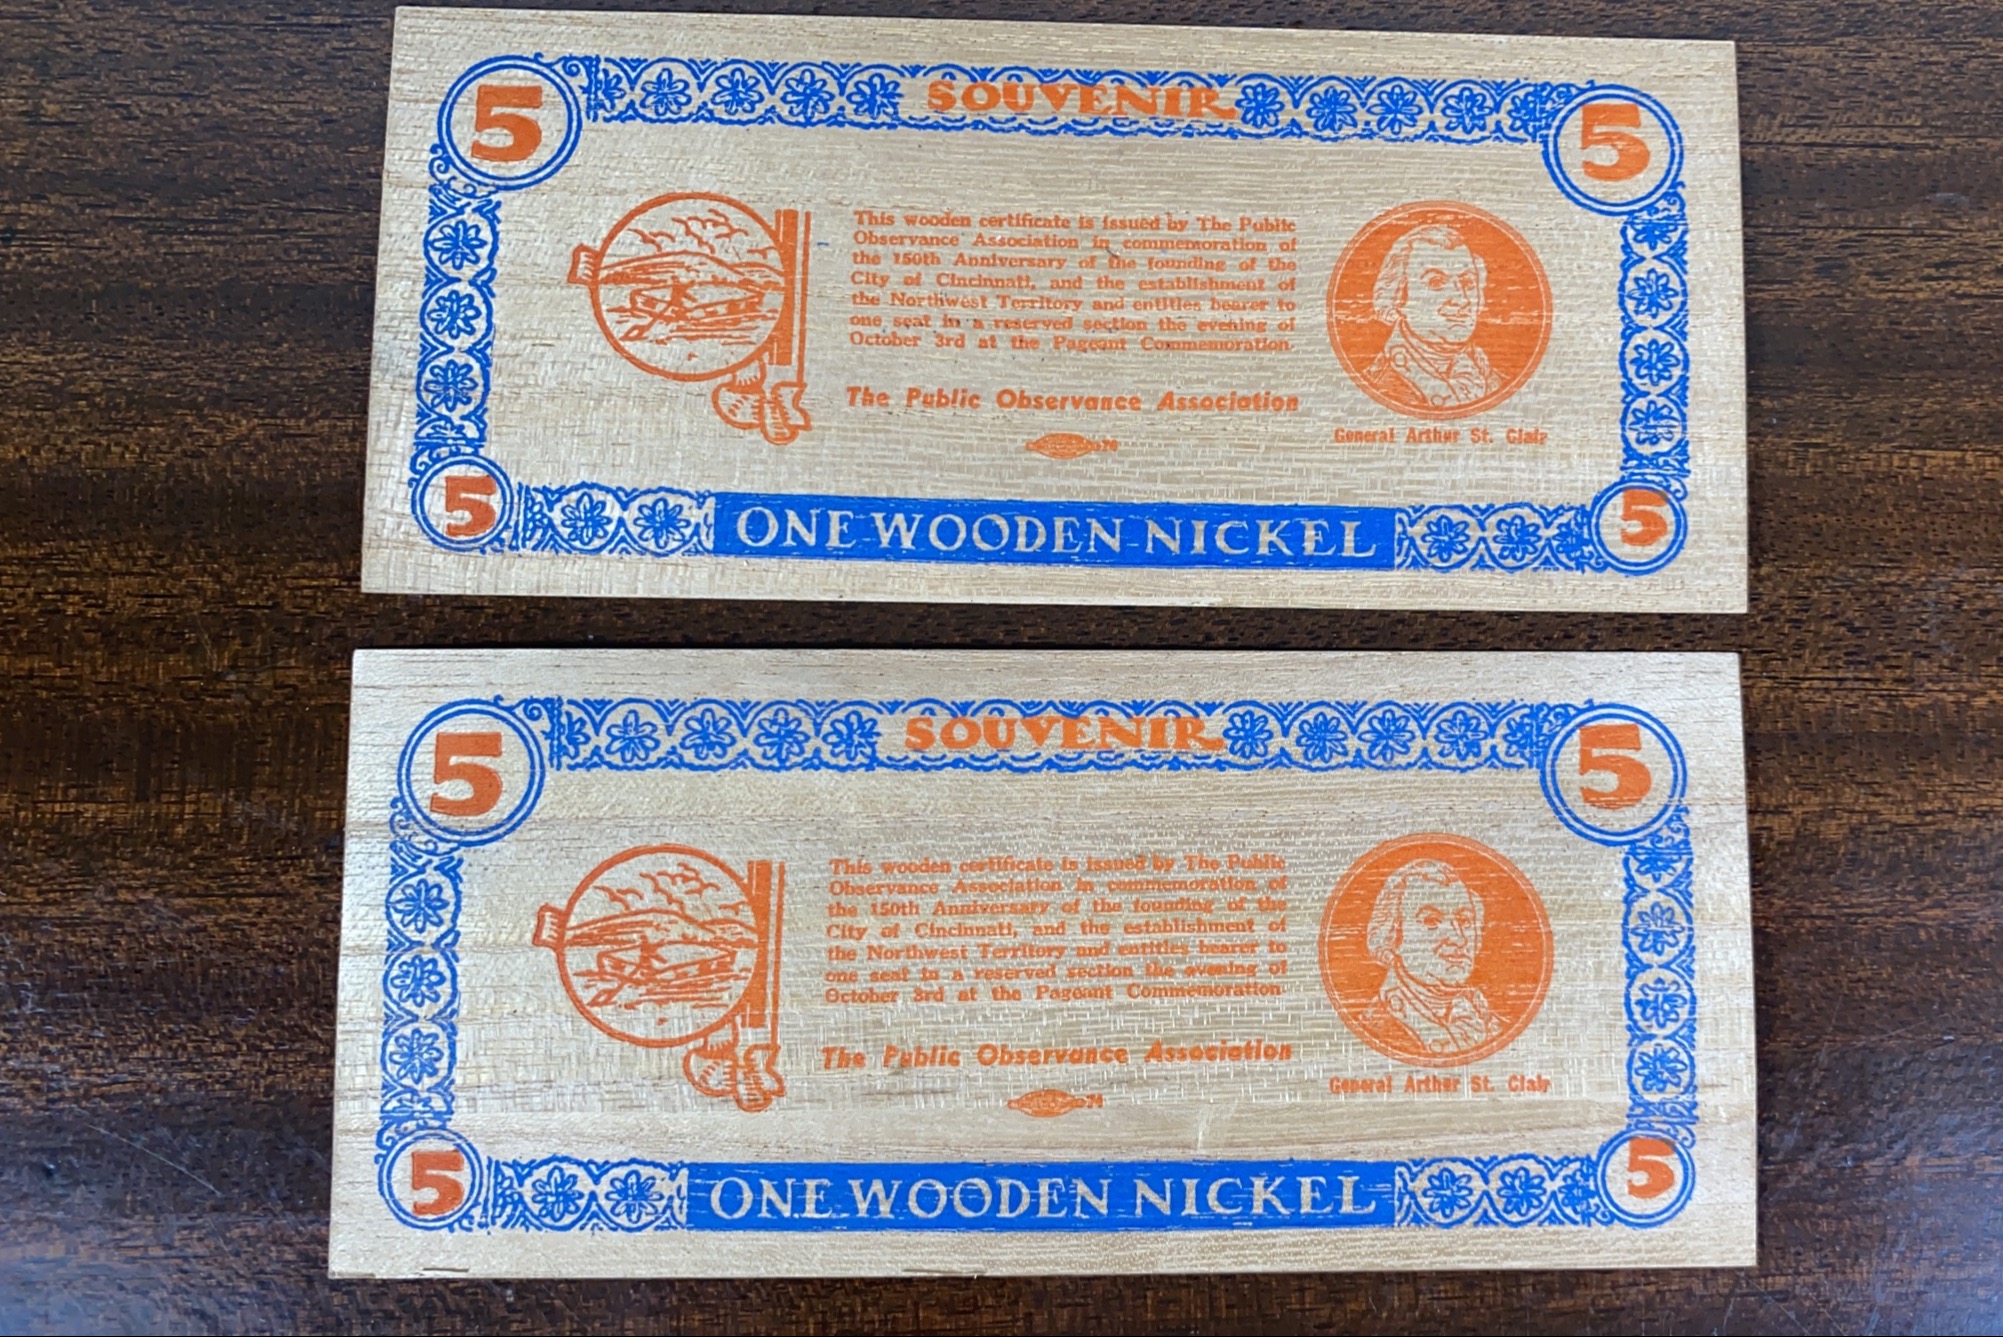 5 SOUVENIR 5
This wooden certificate is issued by The Public
Observance Association in commemoration of
the 150th Anniversary of the founding of the
City of Cincinnati, and the establishment of
the Northwest Territory and entitles bearer to
one seat in a reserved section the evening of
October 3rd at the Pageant Commemoration.
The Public Observance Association
General Arthur St. Clair
5 ONE WOODEN NICKEL 5
5 SOUVENIR 5
This wooden certificate is issued by The Public
Observance Association in commemoration of
the 150th Anniversary of the founding of the
City of Cincinnati, and the establishment of
the Northwest Territory and entitles bearer to
one seat in a reserved section the evening of
October 3rd at the Pageant Commemoration.
The Public Observance Association
General Arthur St. Clair
5 ONE WOODEN NICKEL 5